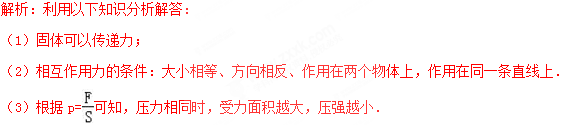 解析：利用以下知识分析解答：
（1）固体可以传递力；
（2）相互作用力的条件：大小相等、方向相反、作用在两个物体上，作用在同一条直线上．
（3）根据 p=F/S可知，压力相同时，受力面积越大，压强越小．